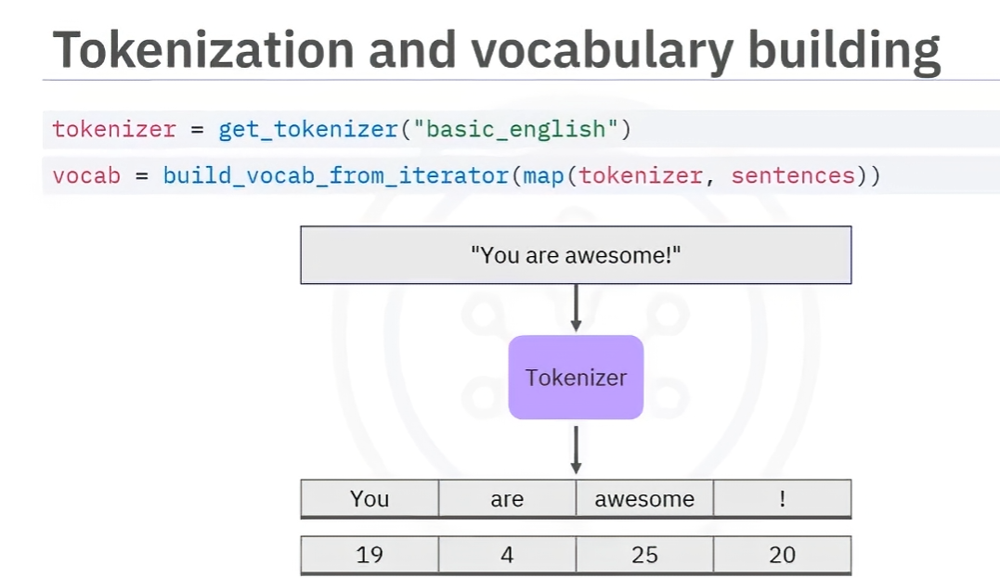 Tokenization and vocabulary building
tokenizer = get_tokenizer("basic_english")
vocab = build_vocab_from_iterator(map(tokenizer, sentences))
"You are awesome!"
Tokenizer
You are awesome !
19 4 25 20